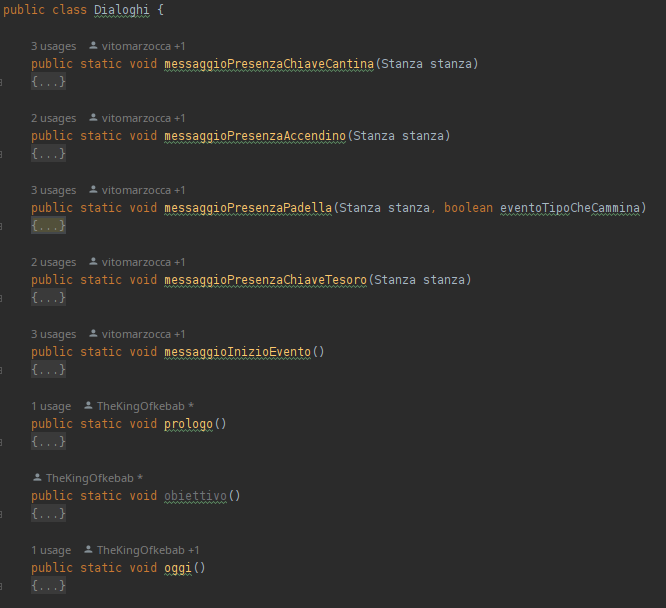 public class Dialoghi {
3 usages vitomarzocca +1
public static void messaggioPresenzaChiaveCantina(Stanza stanza)
{...}
2 usages vitomarzocca +1
public static void messaggioPresenzaAccendino(Stanza stanza)
{...}
3 usages vitomarzocca +1
public static void messaggioPresenzaPadella(Stanza stanza, boolean eventoTipoCheCammina)
{...}
2 usages vitomarzocca +1
public static void messaggioPresenzaChiaveTesoro(Stanza stanza)
{...}
3 usages vitomarzocca +1
public static void messaggioInizioEvento()
{...}
1 usage TheKingOfkebab *
public static void prologo()
{...}
TheKingOfkebab *
public static void obiettivo()
{...}
1 usage TheKingOfkebab +1
public static void oggi()
{...}